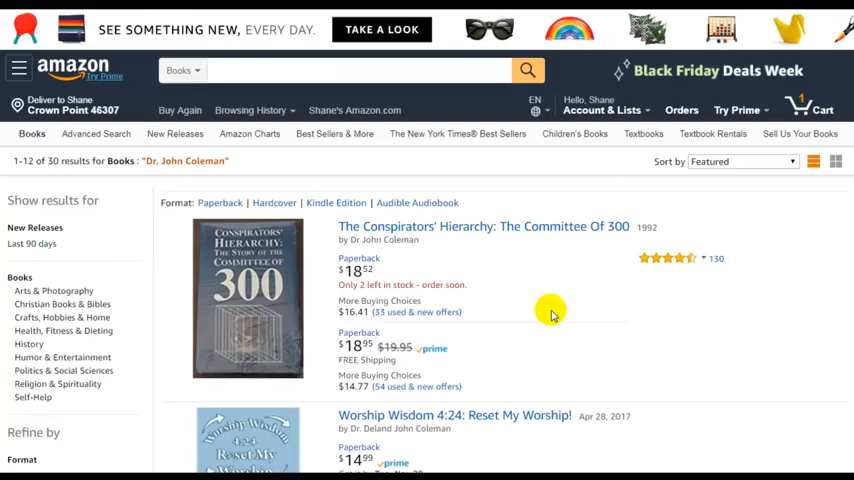 SEE SOMETHING NEW, EVERY DAY. TAKE A LOOK
amazon
Try Prime
Books
Black Friday Deals Week
Deliver to Shane
Crown Point 46307
Buy Again Browsing History Shane's Amazon.com
EN
Hello, Shane
Account & Lists Orders Try Prime 1 Cart
Books Advanced Search New Releases Amazon Charts Best Sellers & More The New York Times® Best Sellers Children's Books Textbooks Textbook Rentals Sell Us Your Books
1-12 of 30 results for Books : "Dr. John Coleman"
Sort by Featured
Show results for
New Releases
Last 90 days
Books
Arts & Photography
Christian Books & Bibles
Crafts, Hobbies & Home
Health, Fitness & Dieting
History
Humor & Entertainment
Politics & Social Sciences
Religion & Spirituality
Self-Help
Refine by
Format
Format: Paperback | Hardcover | Kindle Edition | Audible Audiobook
CONSPIRATORS'
HIERARCHY:
THE STORY OF THE
COMMITTEE OF
300
The Conspirators' Hierarchy: The Committee Of 300 1992
by Dr John Coleman
Paperback
$18 52
Only 2 left in stock - order soon.
More Buying Choices
$16.41 (33 used & new offers)
130
Paperback
$18 95 $19.95 prime
FREE Shipping
More Buying Choices
$14.77 (54 used & new offers)
Worship Wisdom
4:24
Reset My
Worship Wisdom 4:24: Reset My Worship! Apr 28, 2017
by Dr. Deland John Coleman
Paperback
$14 99 prime